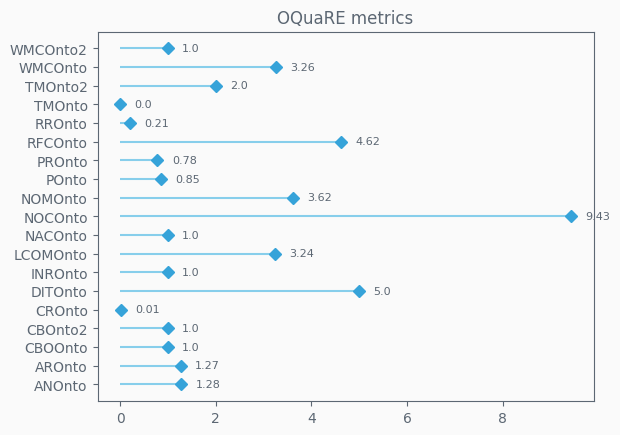 OQuaRE metrics
WMCOnto2 1.0
WMCOnto 3.26
TMOnto2 2.0
TMOnto 0.0
RROnto 0.21
RFCOnto 4.62
PROnto 0.78
POnto 0.85
NOMOnto 3.62
NOCOnto 9.43
NACOnto 1.0
LCOMOnto 3.24
INROnto 1.0
DITOnto 5.0
CROnto 0.01
CBOnto2 1.0
CBOOnto 1.0
AROnto 1.27
ANOnto 1.28
0 2 4 6 8